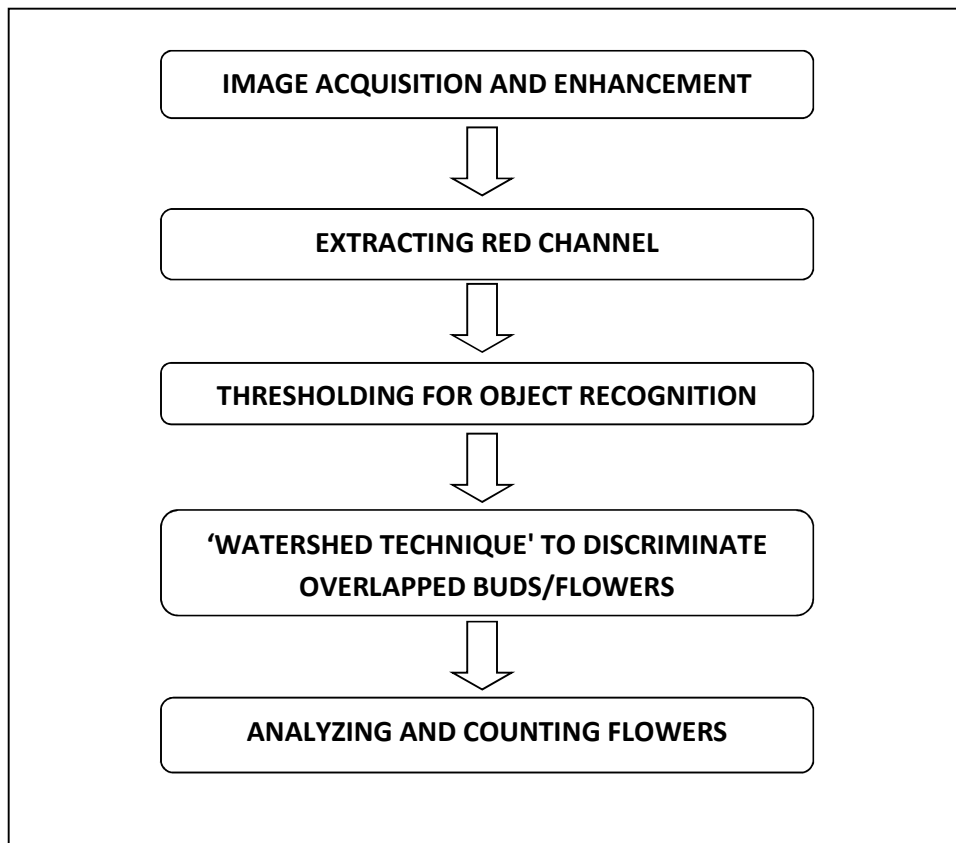 IMAGE ACQUISITION AND ENHANCEMENT
EXTRACTING RED CHANNEL
THRESHOLDING FOR OBJECT RECOGNITION
‘WATERSHED TECHNIQUE' TO DISCRIMINATE
OVERLAPPED BUDS/FLOWERS
ANALYZING AND COUNTING FLOWERS